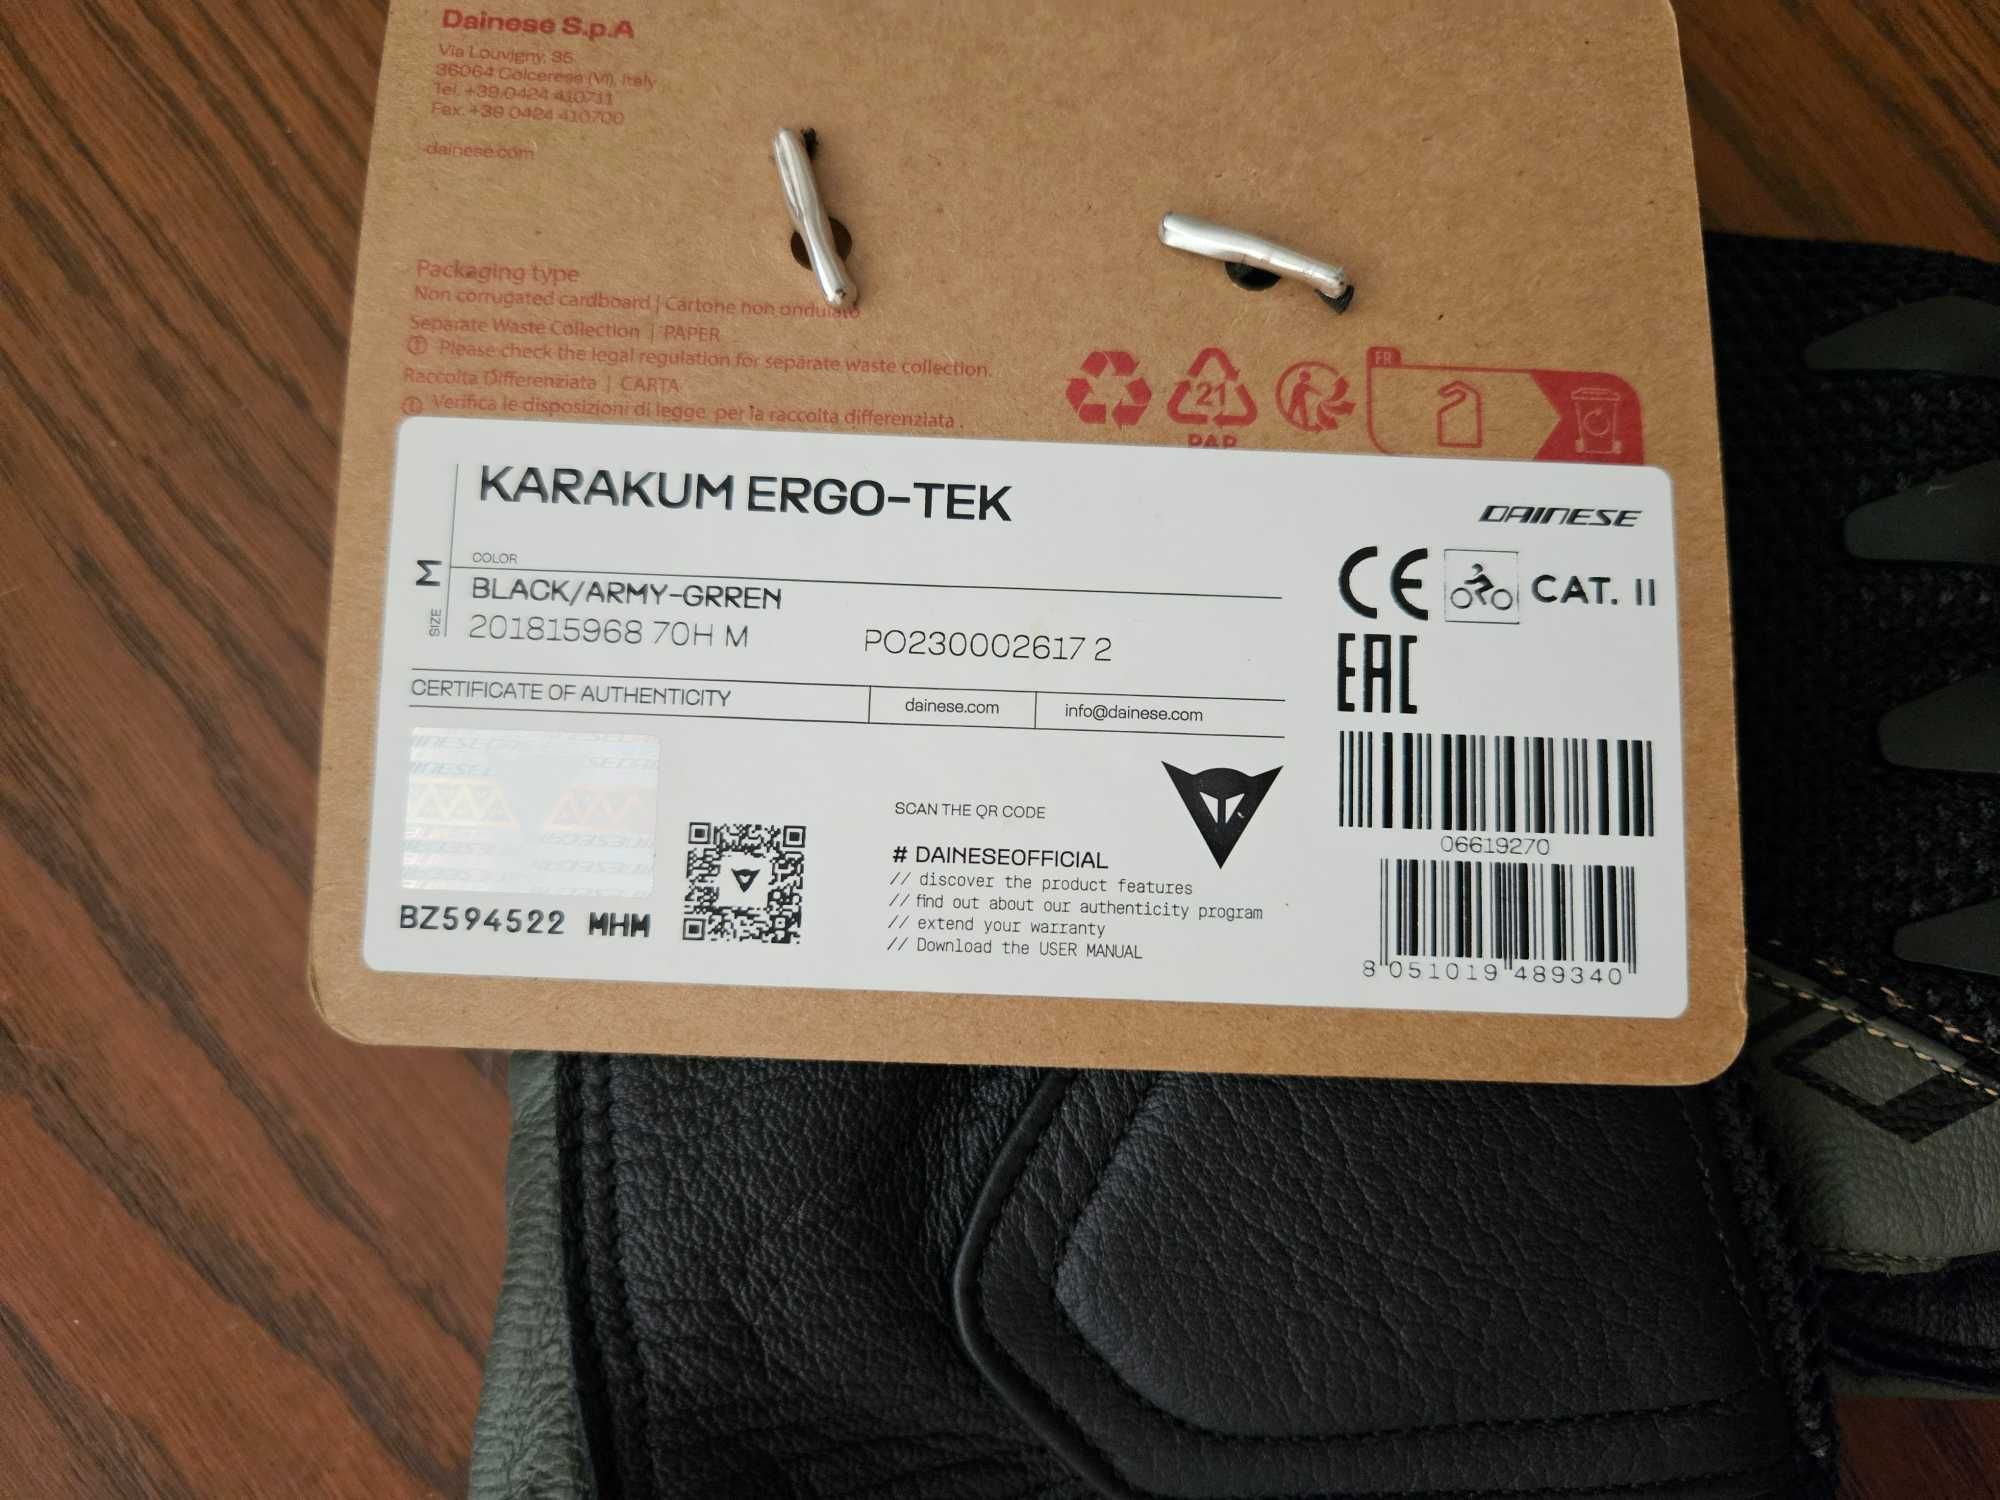 Dainese S.p.A
Via Louvigny, 35
36064 Colceresa (VI), Italy
Tel. +39 0424 410711
Fax. +39 0424 410700
dainese.com
Packaging type
Non corrugated cardboard | Cartone non ondulato
Separate Waste Collection | PAPER
Please check the legal regulation for separate waste collection.
Raccolta Differenziata | CARTA
Verifica le disposizioni di legge per la raccolta differenziata .
21
PAP
FR
KARAKUM ERGO-TEK
DAINESE
SIZE M
COLOR
BLACK/ARMY-GRREN
201815968 70H M
PO230002617 2
CE
CAT. II
EAC
CERTIFICATE OF AUTHENTICITY
dainese.com
info@dainese.com
BZ594522 MHM
SCAN THE QR CODE
# DAINESEOFFICIAL
// discover the product features
// find out about our authenticity program
// extend your warranty
// Download the USER MANUAL
06619270
8 051019 489340